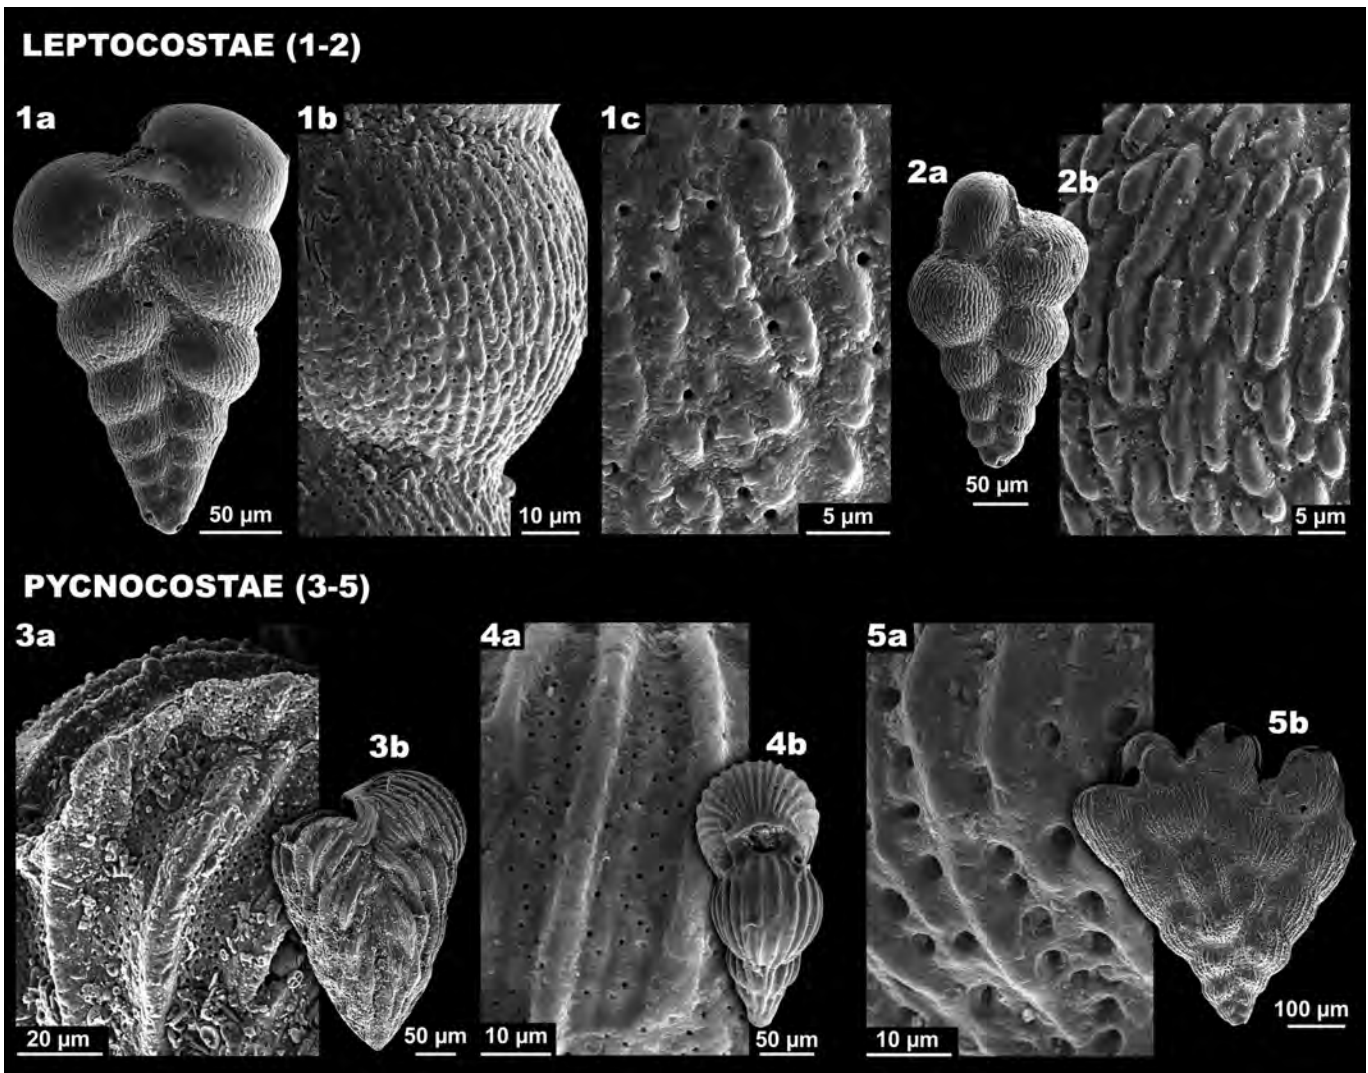 LEPTOCOSTAE (1-2)
1a
1b
1c
2a
2b
50 µm
10 µm
5 µm
50 µm
5 µm
PYCNOCOSTAE (3-5)
3a
3b
4a
4b
5a
5b
20 µm
50 µm
10 µm
50 µm
10 µm
100 µm